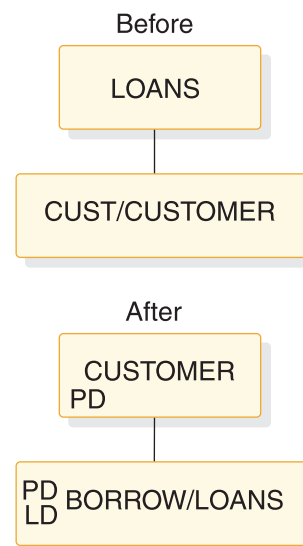 Before
LOANS
CUST/CUSTOMER
After
CUSTOMER
PD
PD
LD
BORROW/LOANS